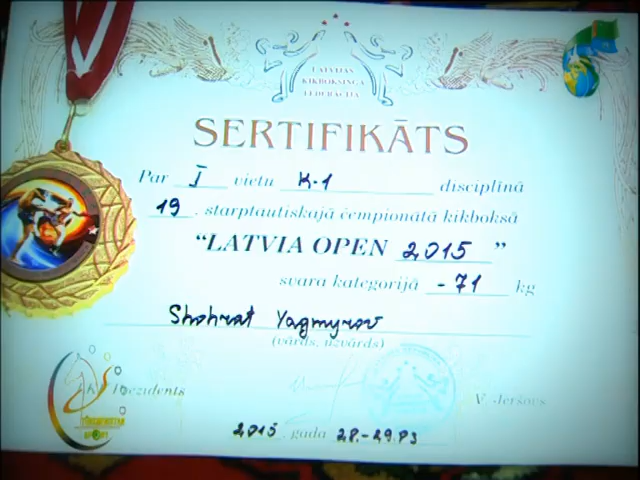 LATVIJAS
KIKBOKSINGA
FEDERĀCIJA
SERTIFIKĀTS
Par I vietu K-1 disciplīnā
19. starptautiskajā čempionātā kikboksā
“LATVIA OPEN 2015”
svara kategorijā -71 kg
Shohrat Yagmyrov
(vārds, uzvārds)
Prezidents V. Jeršovs
2015. gada 28.-29.03